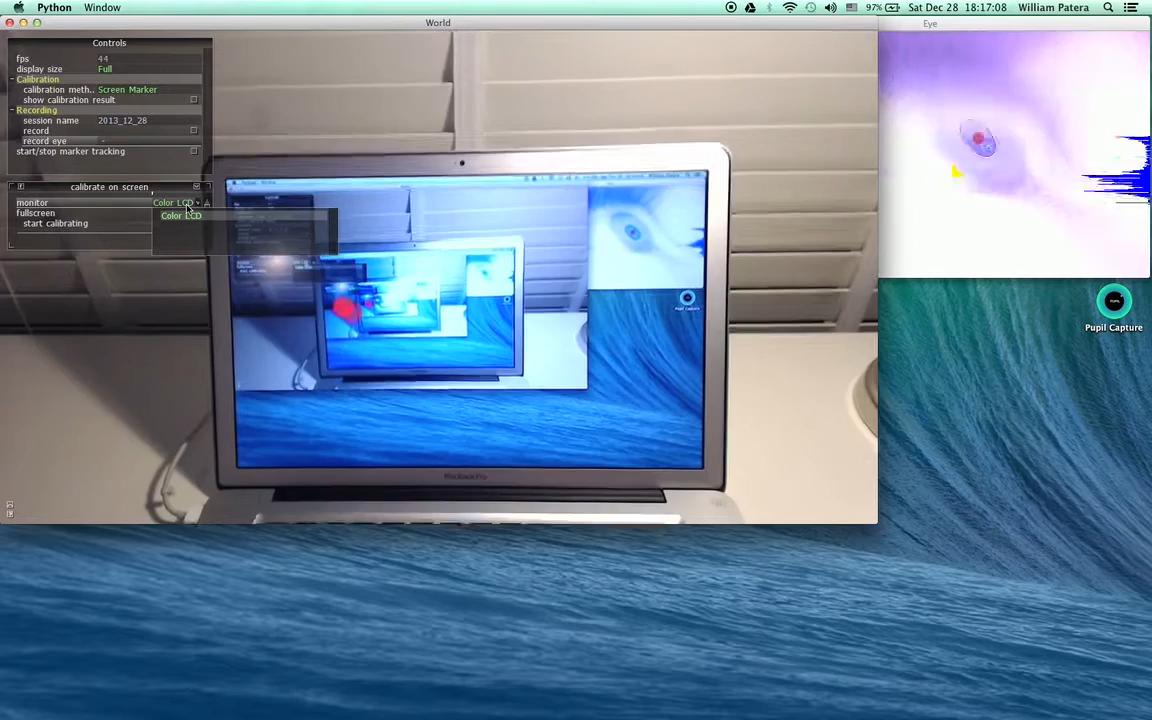 Python Window
97% Sat Dec 28 18:17:08 William Patera
World
Eye
Controls
fps 44
display size Full
Calibration
calibration meth.. Screen Marker
show calibration result
Recording
session name 2013_12_28
record
record eye -
start/stop marker tracking
calibrate on screen
monitor Color LCD
fullscreen
Color LCD
start calibrating
Pupil Capture
MacBook Pro